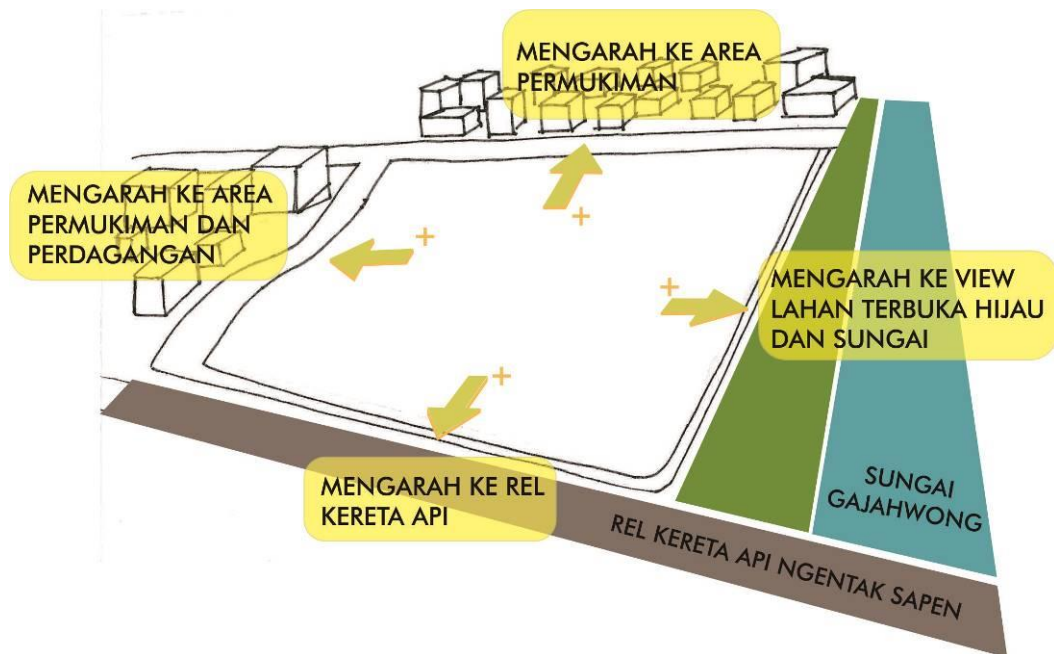 MENGARAH KE AREA
PERMUKIMAN
MENGARAH KE AREA
PERMUKIMAN DAN
PERDAGANGAN
MENGARAH KE VIEW
LAHAN TERBUKA HIJAU
DAN SUNGAI
MENGARAH KE REL
KERETA API
SUNGAI
GAJAHWONG
REL KERETA API NGENTAK SAPEN